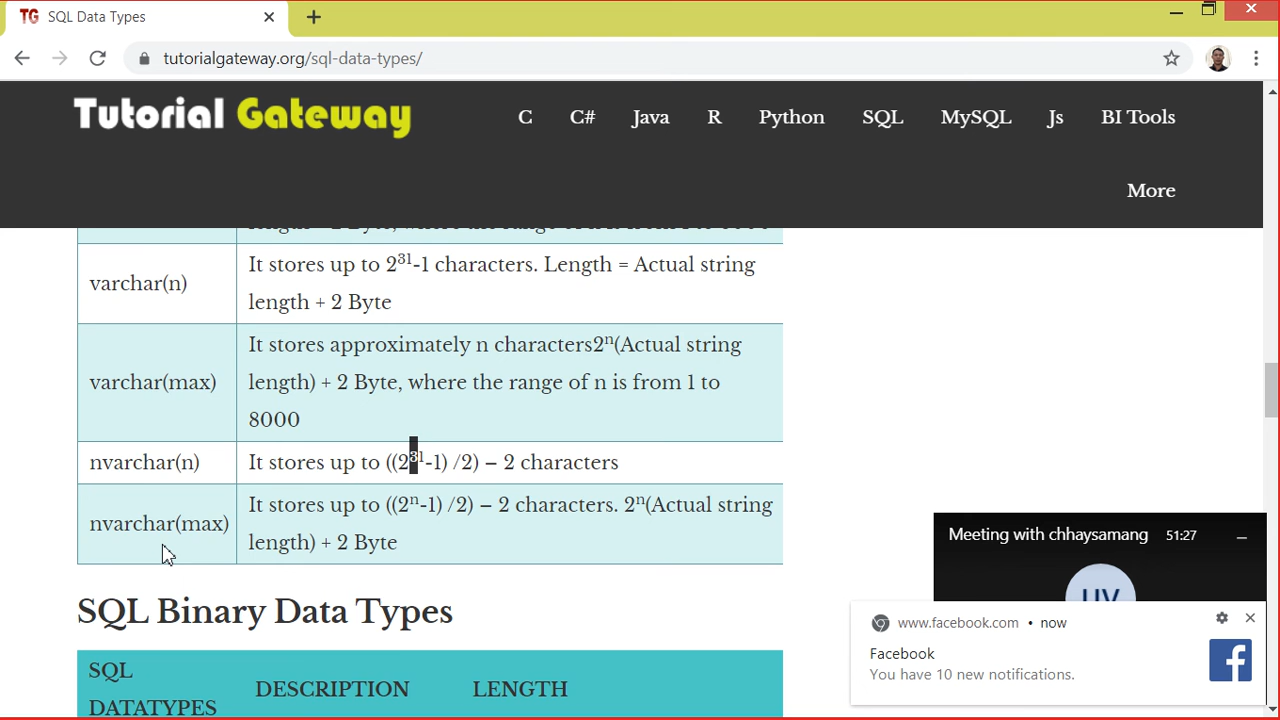 TG SQL Data Types
tutorialgateway.org/sql-data-types/
Tutorial Gateway
C C# Java R Python SQL MySQL Js BI Tools
More
varchar(n)
It stores up to 2³¹-1 characters. Length = Actual string
length + 2 Byte
varchar(max)
It stores approximately n characters2ⁿ(Actual string
length) + 2 Byte, where the range of n is from 1 to
8000
nvarchar(n)
It stores up to ((2³¹-1) /2) – 2 characters
nvarchar(max)
It stores up to ((2ⁿ-1) /2) – 2 characters. 2ⁿ(Actual string
length) + 2 Byte
SQL Binary Data Types
SQL
DATATYPES
DESCRIPTION
LENGTH
Meeting with chhaysamang 51:27
www.facebook.com • now
Facebook
You have 10 new notifications.